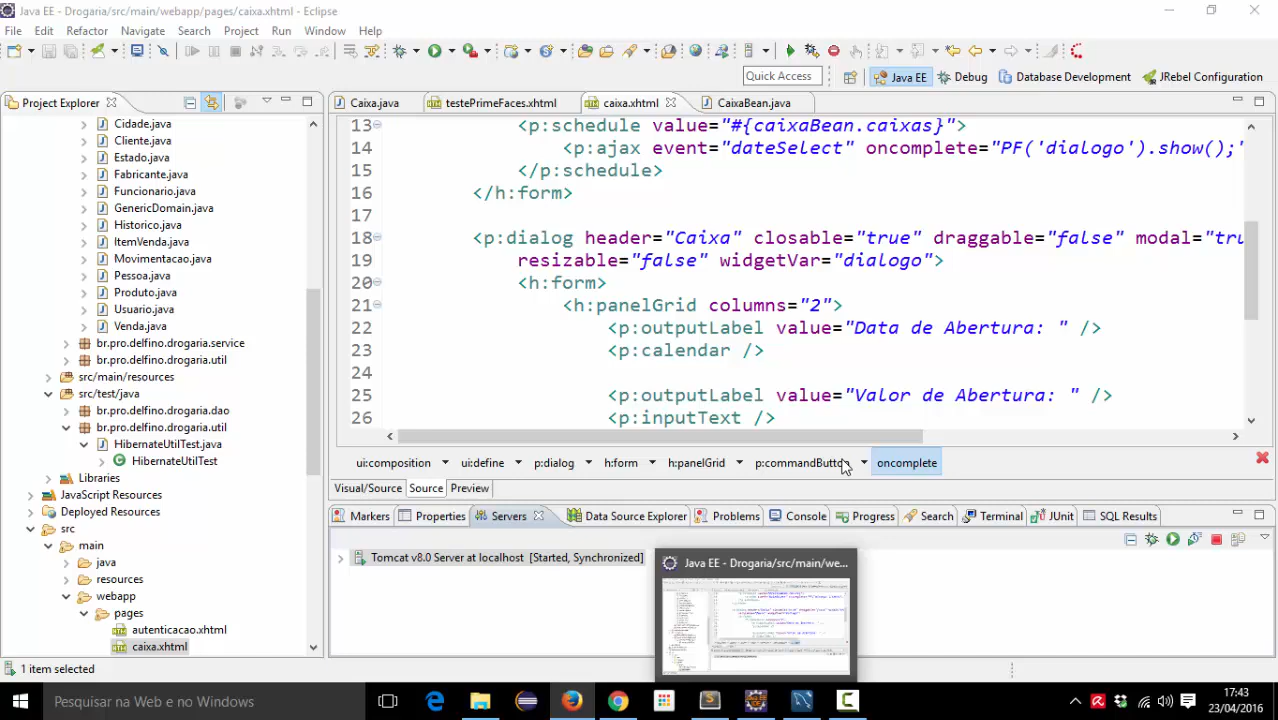 Java EE - Drogaria/src/main/webapp/pages/caixa.xhtml - Eclipse
File Edit Refactor Navigate Search Project Run Window Help
Quick Access Java EE Debug Database Development JRebel Configuration
Project Explorer
Cidade.java
Cliente.java
Estado.java
Fabricante.java
Funcionario.java
GenericDomain.java
Historico.java
ItemVenda.java
Movimentacao.java
Pessoa.java
Produto.java
Usuario.java
Venda.java
br.pro.delfino.drogaria.service
br.pro.delfino.drogaria.util
src/main/resources
src/test/java
br.pro.delfino.drogaria.dao
br.pro.delfino.drogaria.util
HibernateUtilTest.java
HibernateUtilTest
Libraries
JavaScript Resources
Deployed Resources
src
main
java
resources
webapp
pages
autenticacao.xhtml
caixa.xhtml
Caixa.java testePrimeFaces.xhtml caixa.xhtml CaixaBean.java
13 <p:schedule value="#{caixaBean.caixas}">
14 <p:ajax event="dateSelect" oncomplete="PF('dialogo').show();"
15 </p:schedule>
16 </h:form>
17
18 <p:dialog header="Caixa" closable="true" draggable="false" modal="tru
19 resizable="false" widgetVar="dialogo">
20 <h:form>
21 <h:panelGrid columns="2">
22 <p:outputLabel value="Data de Abertura: " />
23 <p:calendar />
24
25 <p:outputLabel value="Valor de Abertura: " />
26 <p:inputText />
ui:composition ui:define p:dialog h:form h:panelGrid p:commandButton oncomplete
Visual/Source Source Preview
Markers Properties Servers Data Source Explorer Problems Console Progress Search Terminal JUnit SQL Results
Tomcat v8.0 Server at localhost [Started, Synchronized]
Java EE - Drogaria/src/main/we...
1 item selected
Pesquisar na Web e no Windows
17:43
23/04/2016